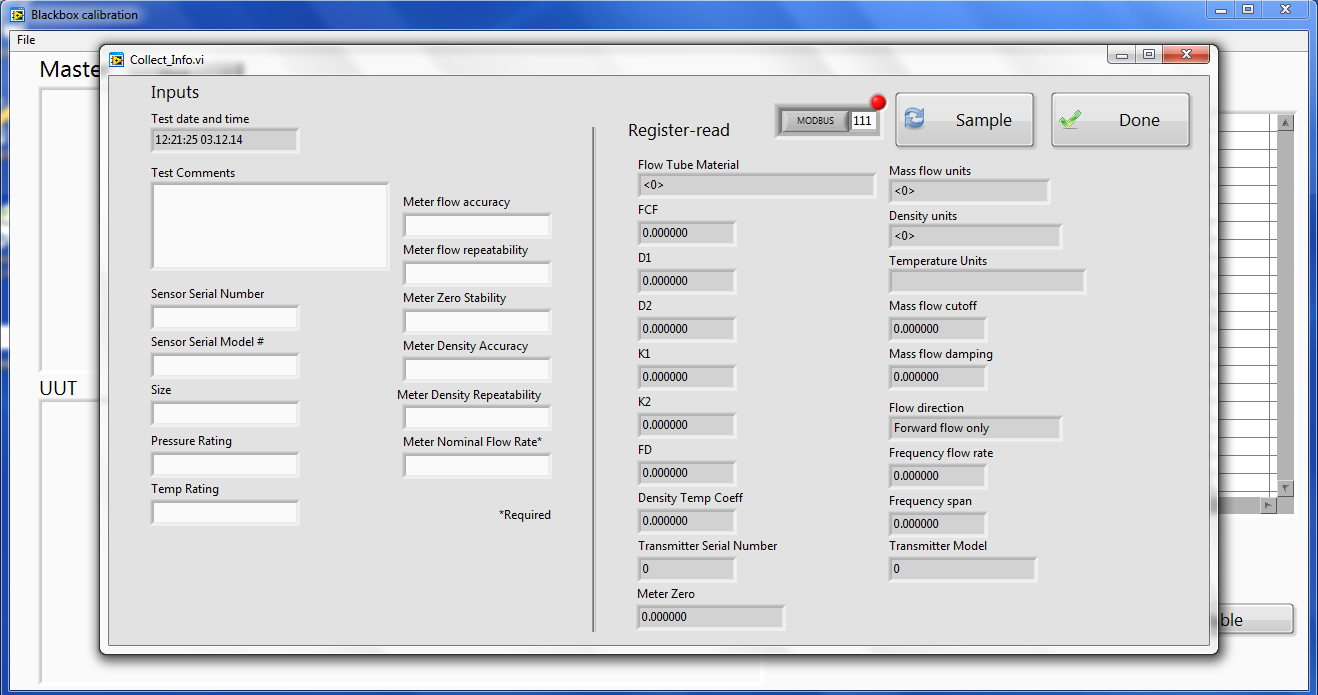 Blackbox calibration
File
Collect_Info.vi
Inputs
Test date and time
12:21:25 03.12.14
Test Comments
Sensor Serial Number
Sensor Serial Model #
Size
Pressure Rating
Temp Rating
Meter flow accuracy
Meter flow repeatability
Meter Zero Stability
Meter Density Accuracy
Meter Density Repeatability
Meter Nominal Flow Rate*
*Required
Register-read
MODBUS 111
Sample
Done
Flow Tube Material
<0>
FCF
0.000000
D1
0.000000
D2
0.000000
K1
0.000000
K2
0.000000
FD
0.000000
Density Temp Coeff
0.000000
Transmitter Serial Number
0
Meter Zero
0.000000
Mass flow units
<0>
Density units
<0>
Temperature Units
Mass flow cutoff
0.000000
Mass flow damping
0.000000
Flow direction
Forward flow only
Frequency flow rate
0.000000
Frequency span
0.000000
Transmitter Model
0
UUT